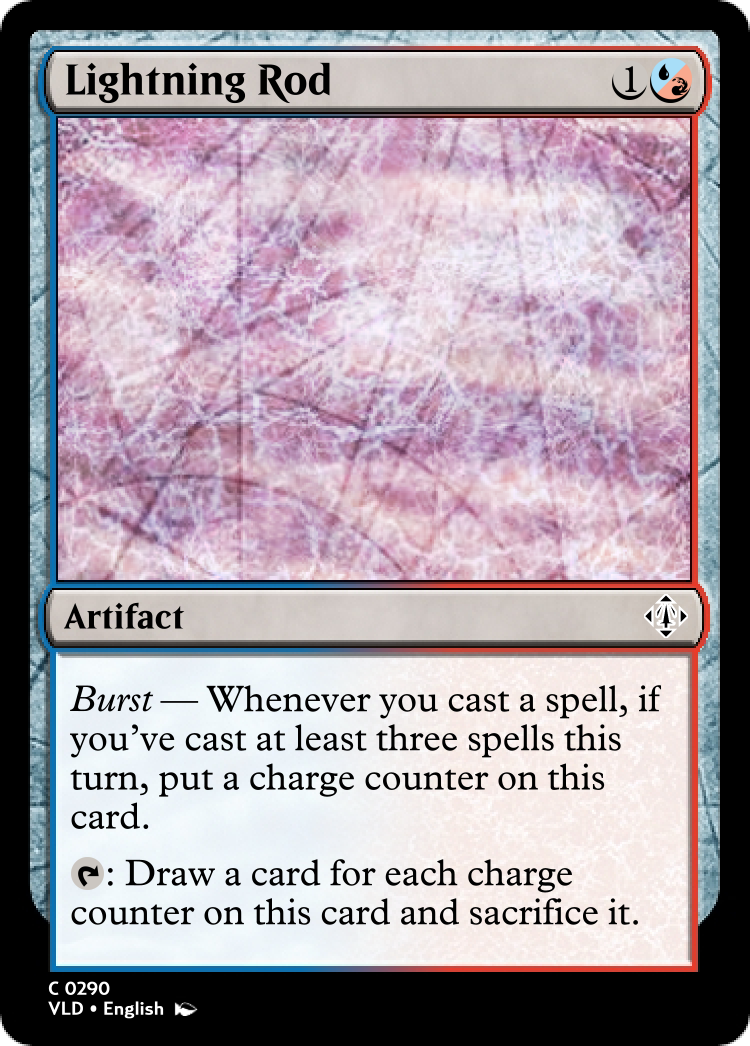 Lightning Rod 1
Artifact
Burst — Whenever you cast a spell, if
you've cast at least three spells this
turn, put a charge counter on this
card.
: Draw a card for each charge
counter on this card and sacrifice it.
C 0290
VLD • English